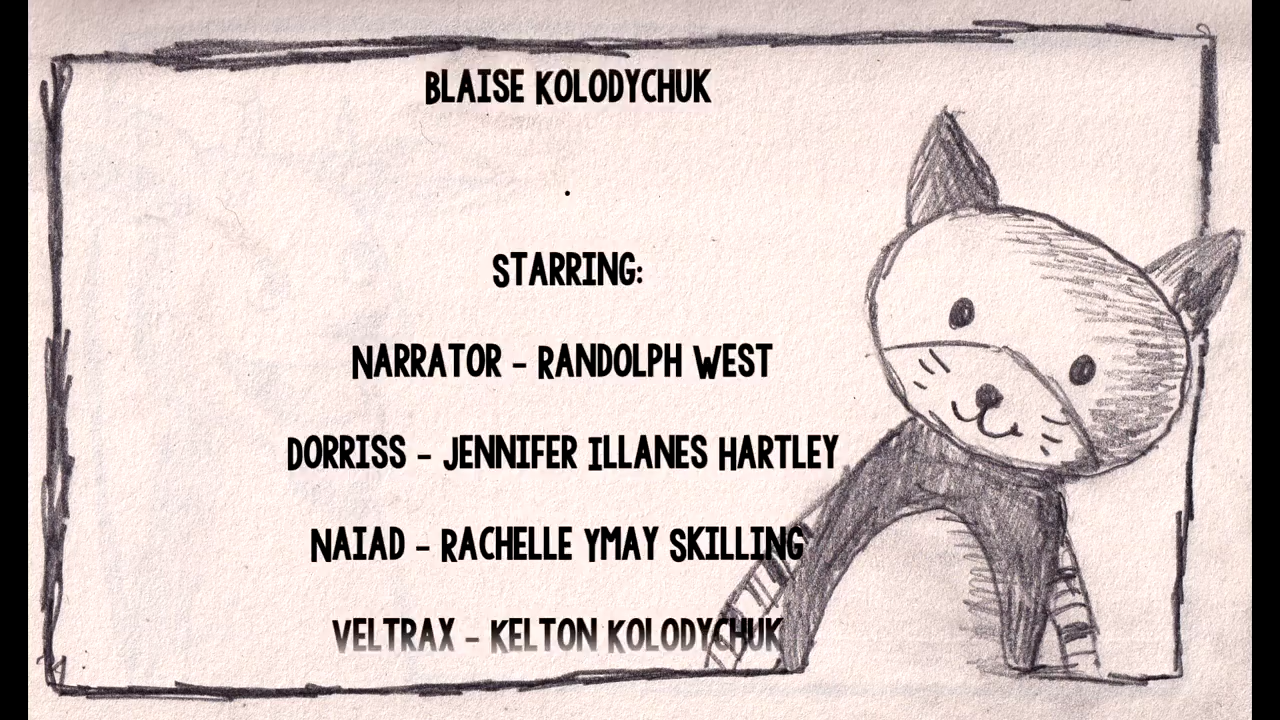 BLAISE KOLODYCHUK
.
STARRING:
NARRATOR - RANDOLPH WEST
DORRISS - JENNIFER ILLANES HARTLEY
NAIAD - RACHELLE YMAY SKILLING
VELTRAX - KELTON KOLODYCHUK